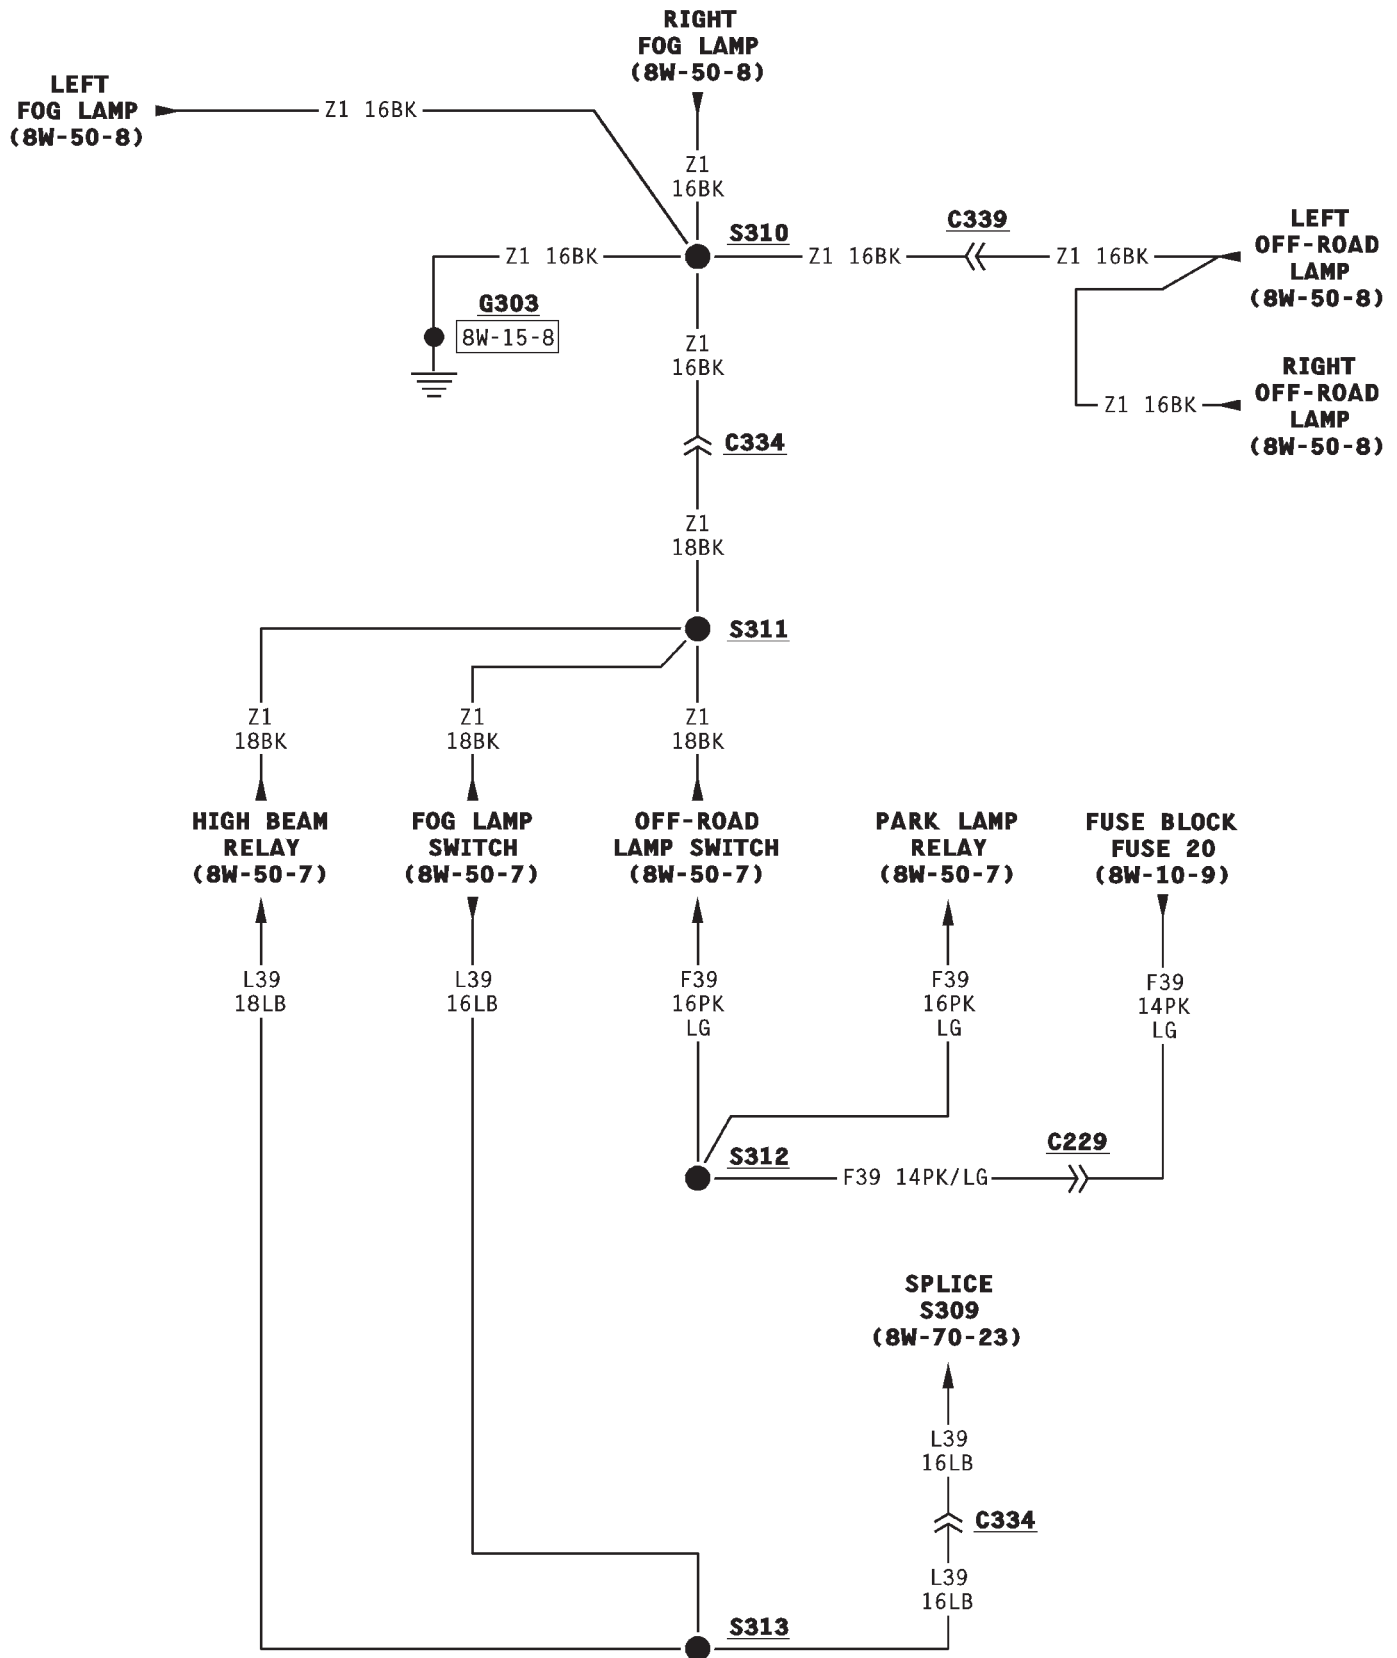 RIGHT
FOG LAMP
(8W-50-8)
LEFT
FOG LAMP
(8W-50-8)
Z1 16BK
Z1
16BK
S310
C339
LEFT
OFF-ROAD
LAMP
(8W-50-8)
Z1 16BK
Z1 16BK
Z1 16BK
G303
8W-15-8
Z1
16BK
RIGHT
OFF-ROAD
LAMP
(8W-50-8)
Z1 16BK
C334
Z1
18BK
S311
Z1
18BK
Z1
18BK
Z1
18BK
HIGH BEAM
RELAY
(8W-50-7)
FOG LAMP
SWITCH
(8W-50-7)
OFF-ROAD
LAMP SWITCH
(8W-50-7)
PARK LAMP
RELAY
(8W-50-7)
FUSE BLOCK
FUSE 20
(8W-10-9)
L39
18LB
L39
16LB
F39
16PK
LG
F39
16PK
LG
F39
14PK
LG
S312
C229
F39 14PK/LG
SPLICE
S309
(8W-70-23)
L39
16LB
C334
L39
16LB
S313